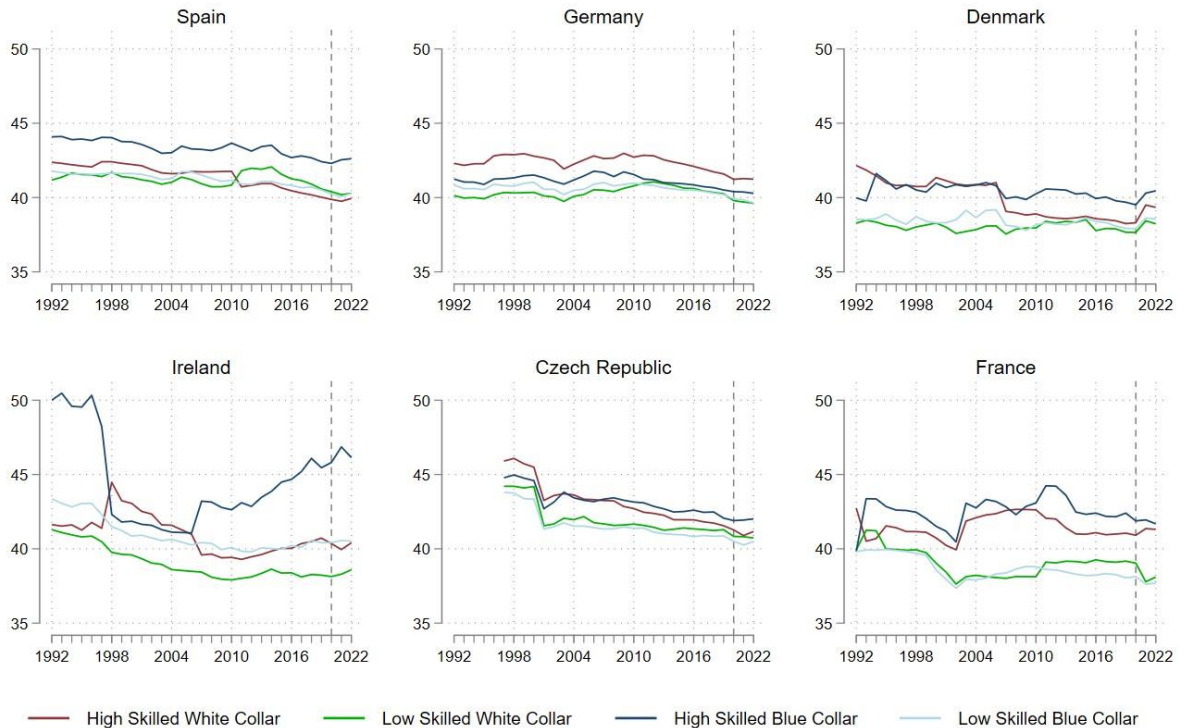 Spain
Germany
Denmark
50
50
50
45
45
45
40
40
40
35
35
35
1992 1998 2004 2010 2016 2022
1992 1998 2004 2010 2016 2022
1992 1998 2004 2010 2016 2022
Ireland
Czech Republic
France
50
50
50
45
45
45
40
40
40
35
35
35
1992 1998 2004 2010 2016 2022
1992 1998 2004 2010 2016 2022
1992 1998 2004 2010 2016 2022
High Skilled White Collar
Low Skilled White Collar
High Skilled Blue Collar
Low Skilled Blue Collar